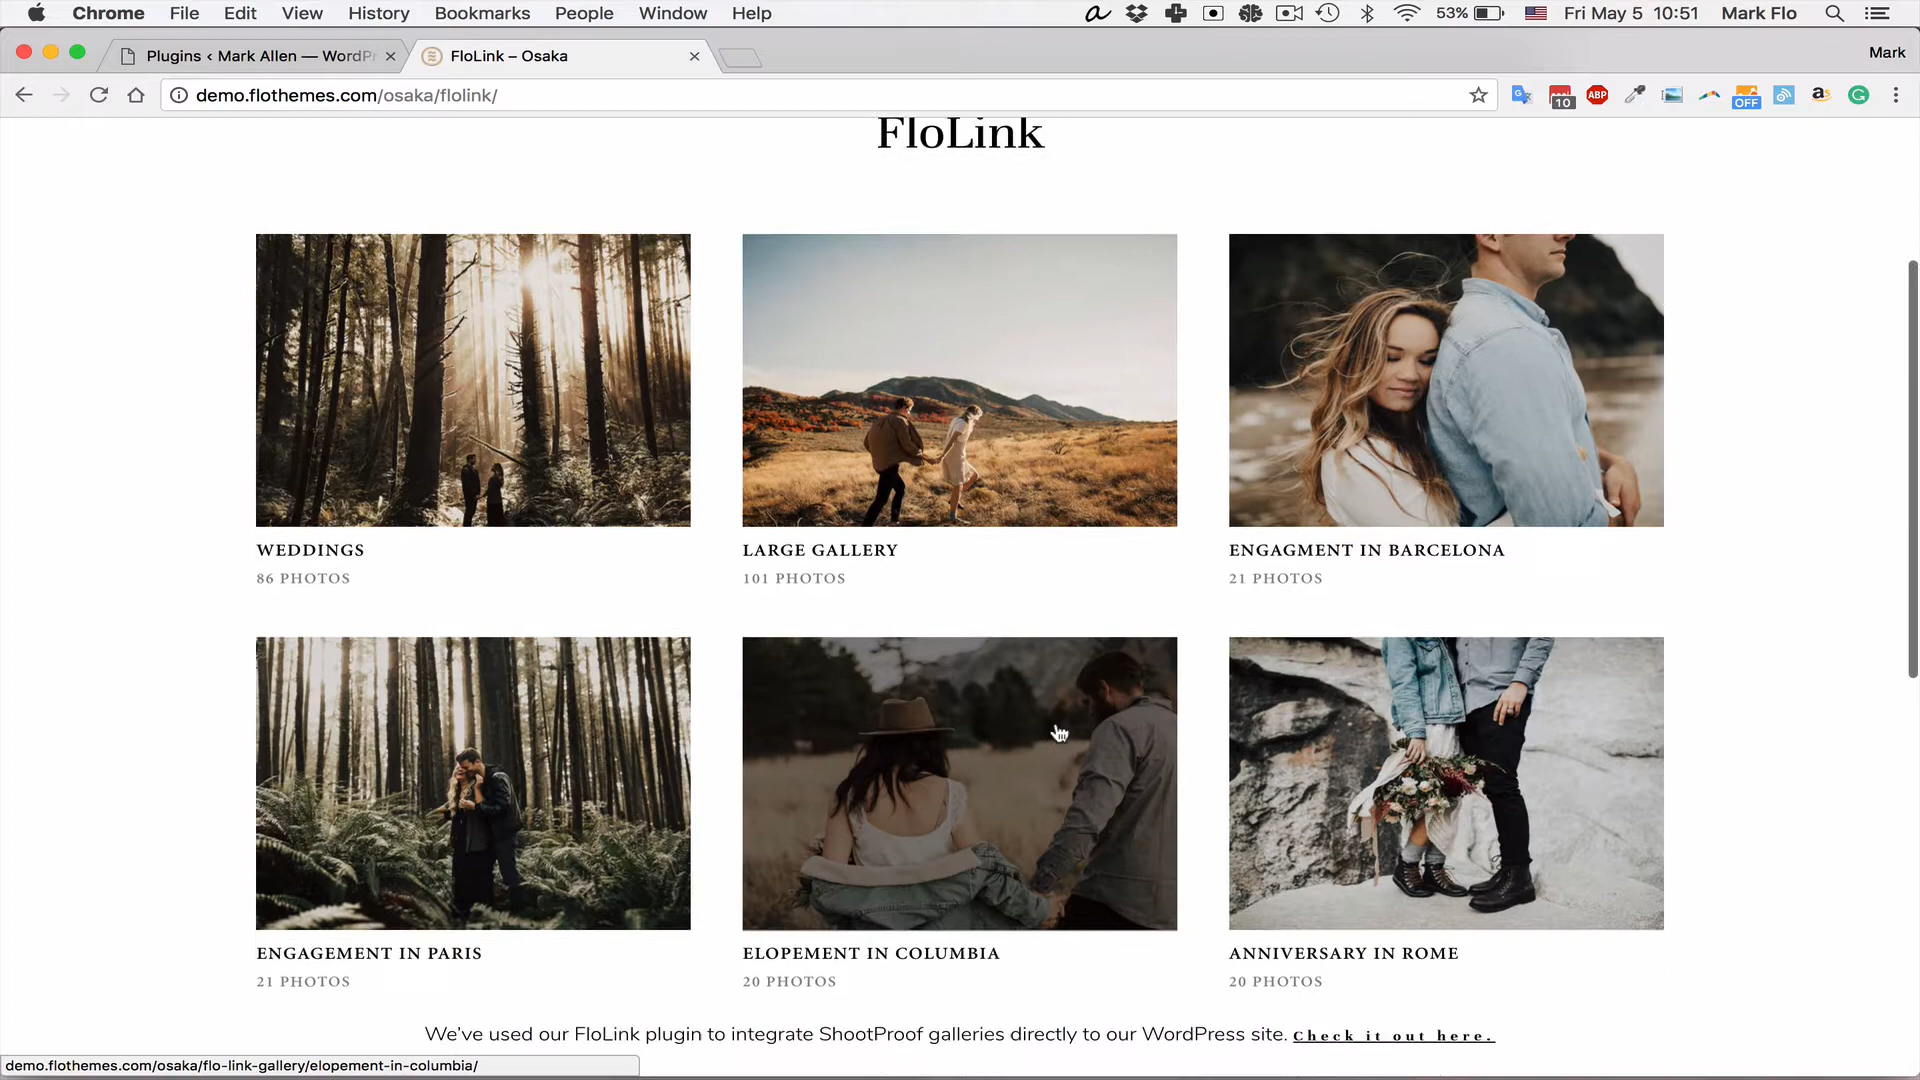 Chrome File Edit View History Bookmarks People Window Help 53% Fri May 5 10:51 Mark Flo
Plugins ‹ Mark Allen — WordPr FloLink – Osaka Mark
demo.flothemes.com/osaka/flolink/ 10 ABP OFF a
FloLink
WEDDINGS LARGE GALLERY ENGAGMENT IN BARCELONA
86 PHOTOS 101 PHOTOS 21 PHOTOS
ENGAGEMENT IN PARIS ELOPEMENT IN COLUMBIA ANNIVERSARY IN ROME
21 PHOTOS 20 PHOTOS 20 PHOTOS
We've used our FloLink plugin to integrate ShootProof galleries directly to our WordPress site. Check it out here.
demo.flothemes.com/osaka/flo-link-gallery/elopement-in-columbia/